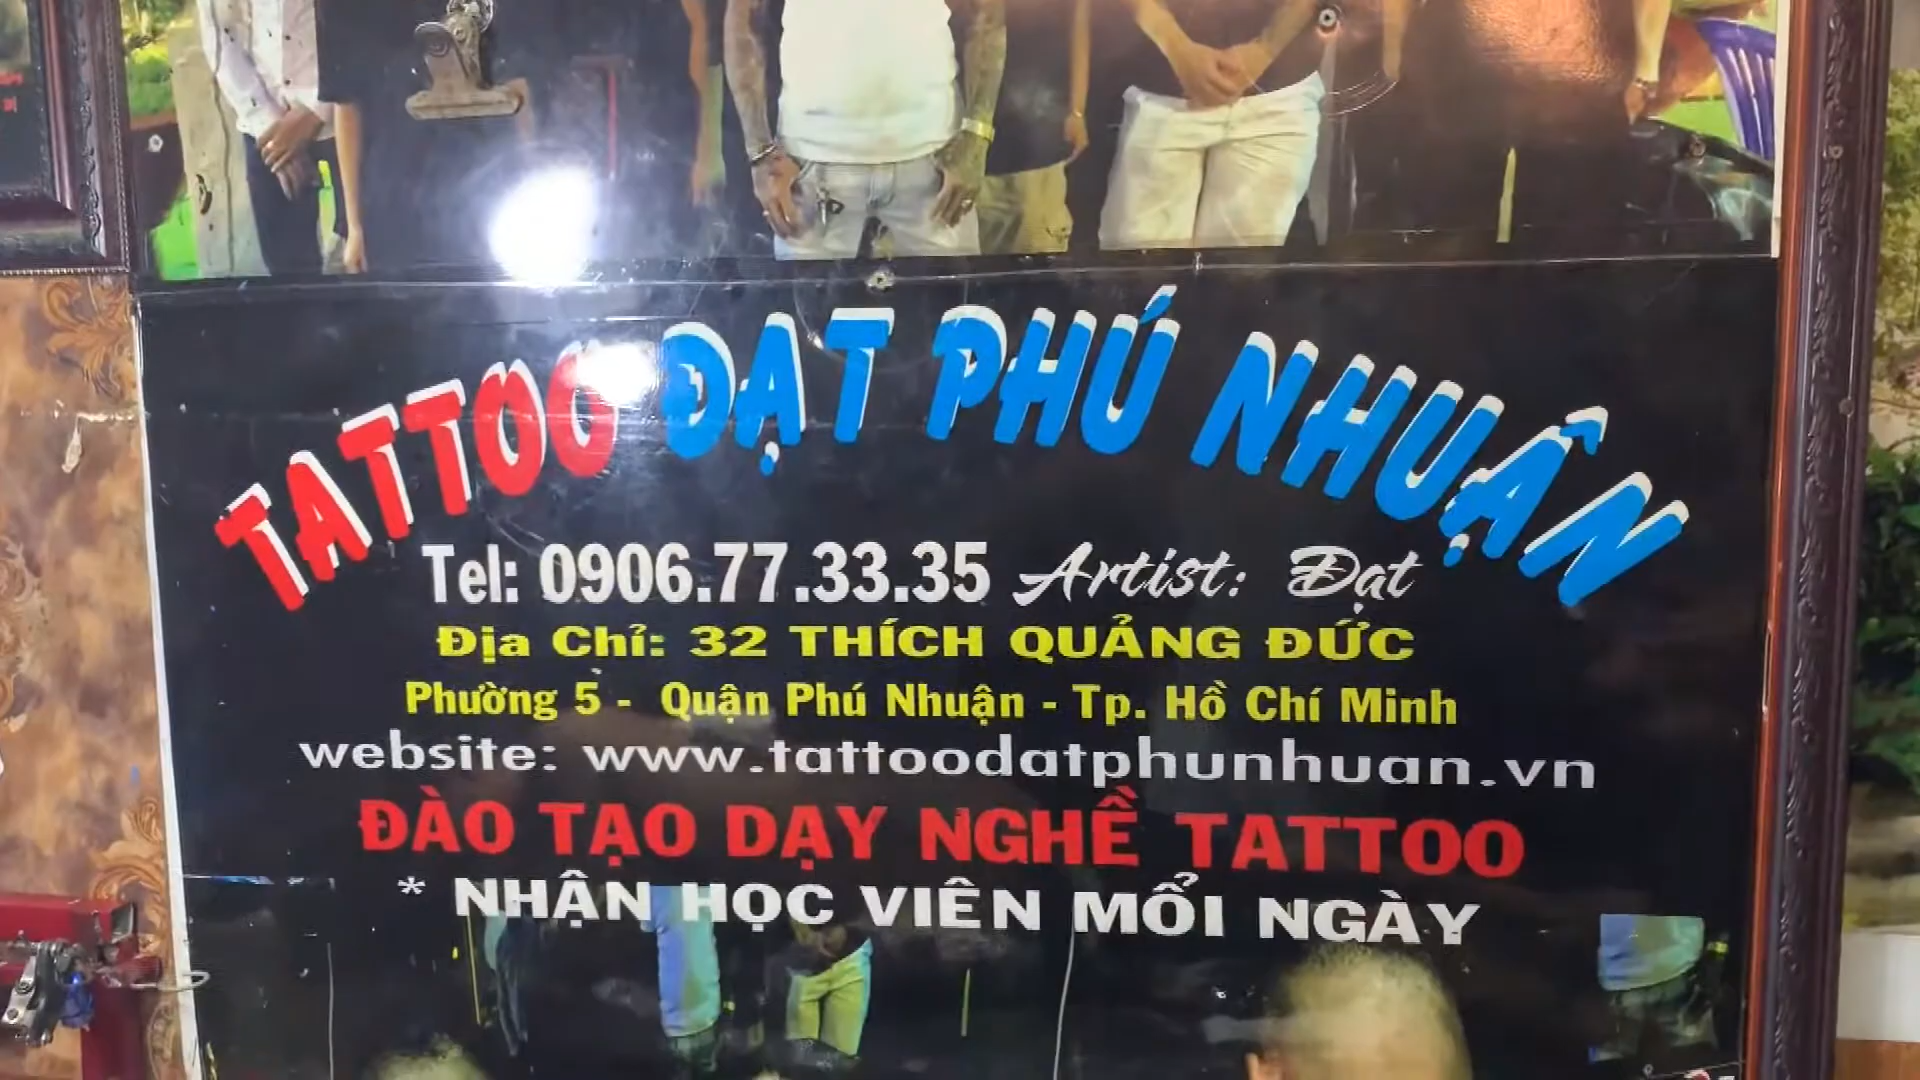 TATTOO ĐẠT PHÚ NHUẬN
Tel: 0906.77.33.35 Artist: Đạt
Địa Chỉ: 32 THÍCH QUẢNG ĐỨC
Phường 5 - Quận Phú Nhuận - Tp. Hồ Chí Minh
website: www.tattoodatphunhuan.vn
ĐÀO TẠO DẠY NGHỀ TATTOO
* NHẬN HỌC VIÊN MỔI NGÀY